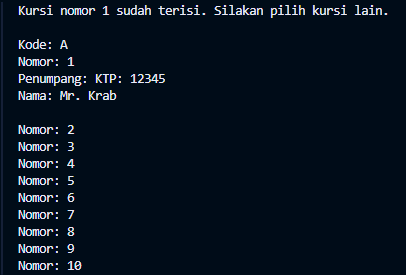 Kursi nomor 1 sudah terisi. Silakan pilih kursi lain.
Kode: A
Nomor: 1
Penumpang: KTP: 12345
Nama: Mr. Krab
Nomor: 2
Nomor: 3
Nomor: 4
Nomor: 5
Nomor: 6
Nomor: 7
Nomor: 8
Nomor: 9
Nomor: 10